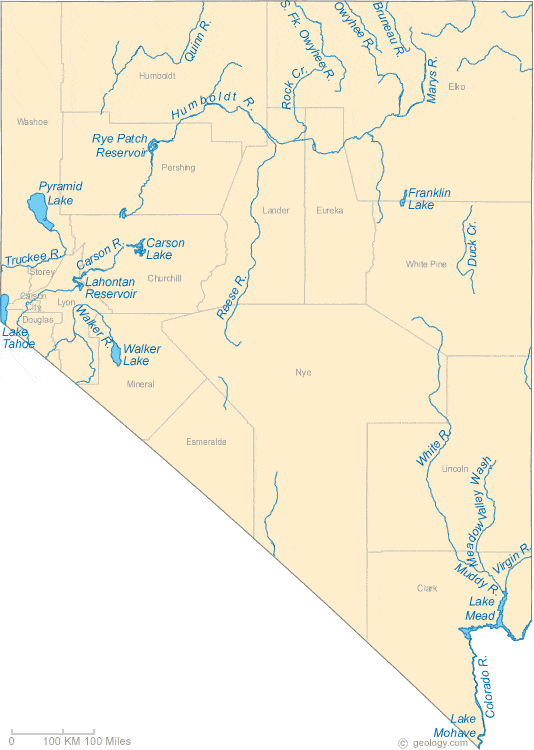 Quinn R.
S. Fk. Owyhee R.
Owyhee R.
Bruneau R.
Humboldt
Rock Cr.
Marys R.
Elko
Humboldt R.
Washoe
Rye Patch
Reservoir
Pershing
Pyramid
Lake
Franklin
Lake
Lander
Eureka
Duck Cr.
Truckee R.
Carson R.
Carson
Lake
White Pine
Storey
Lahontan
Reservoir
Churchill
Reese R.
Carson
City
Lyon
Douglas
Walker R.
Lake
Tahoe
Walker
Lake
Mineral
Nye
Esmeralda
White R.
Lincoln
Meadow Valley Wash
Virgin R.
Muddy R.
Clark
Lake
Mead
Colorado R.
Lake
Mohave
0 100 KM 100 Miles
© geology.com